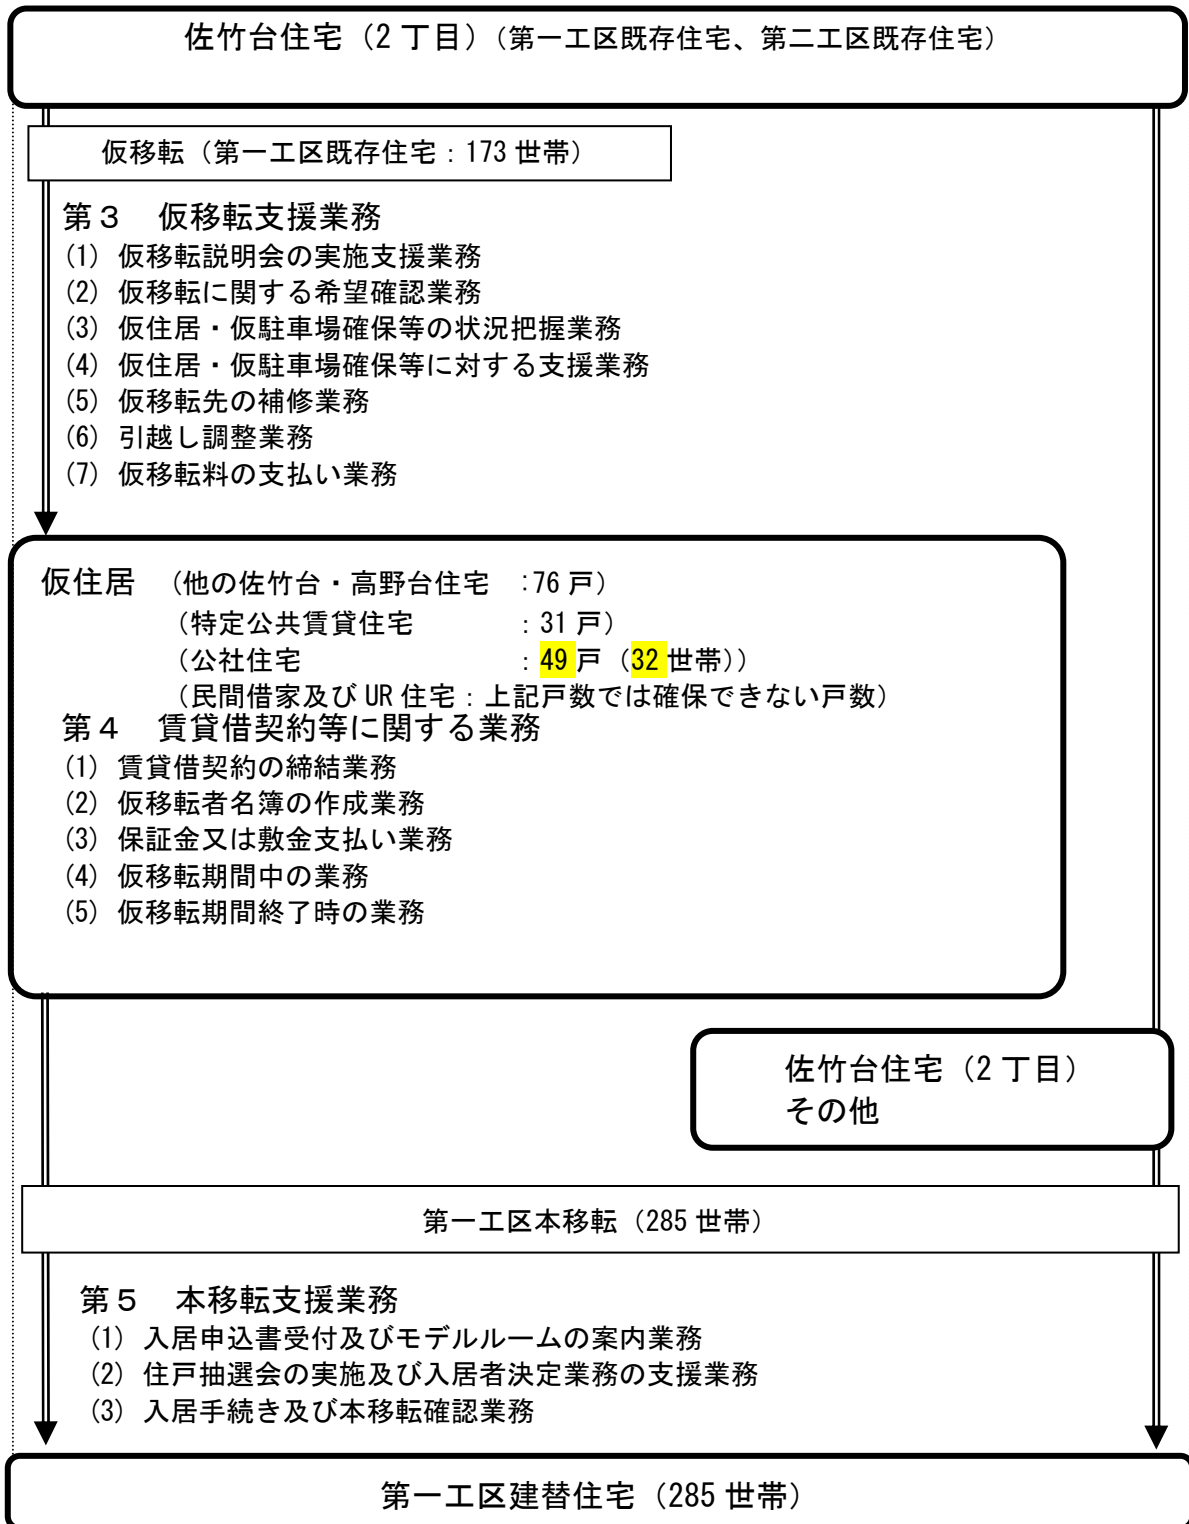 佐竹台住宅（2丁目）（第一工区既存住宅、第二工区既存住宅）
仮移転（第一工区既存住宅：173世帯）
第３　仮移転支援業務
(1) 仮移転説明会の実施支援業務
(2) 仮移転に関する希望確認業務
(3) 仮住居・仮駐車場確保等の状況把握業務
(4) 仮住居・仮駐車場確保等に対する支援業務
(5) 仮移転先の補修業務
(6) 引越し調整業務
(7) 仮移転料の支払い業務
仮住居　（他の佐竹台・高野台住宅　：76戸）
（特定公共賃貸住宅　：31戸）
（公社住宅　：49戸（32世帯））
（民間借家及びUR住宅：上記戸数では確保できない戸数）
第４　賃貸借契約等に関する業務
(1) 賃貸借契約の締結業務
(2) 仮移転者名簿の作成業務
(3) 保証金又は敷金支払い業務
(4) 仮移転期間中の業務
(5) 仮移転期間終了時の業務
佐竹台住宅（2丁目）
その他
第一工区本移転（285世帯）
第５　本移転支援業務
(1) 入居申込書受付及びモデルルームの案内業務
(2) 住戸抽選会の実施及び入居者決定業務の支援業務
(3) 入居手続き及び本移転確認業務
第一工区建替住宅（285世帯）